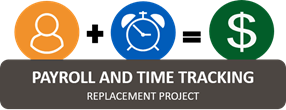 + = $
PAYROLL AND TIME TRACKING
REPLACEMENT PROJECT